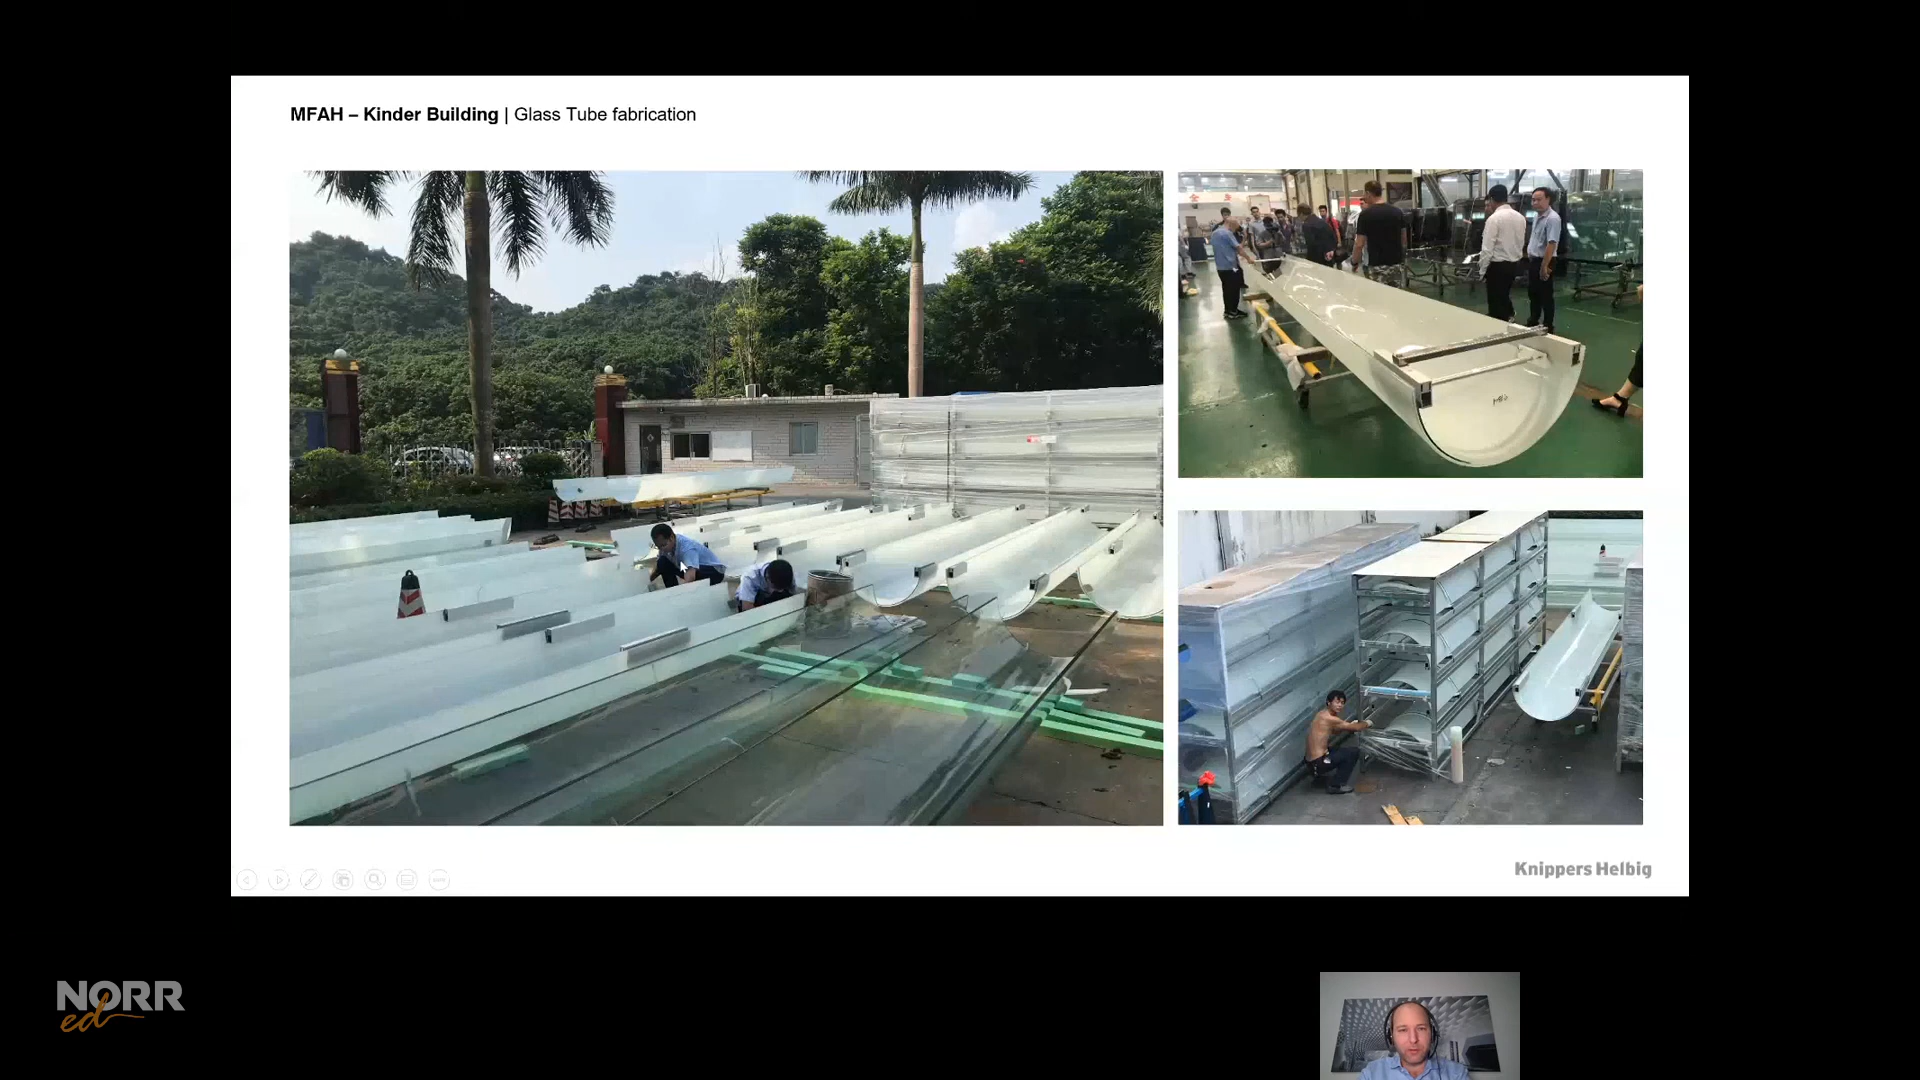 MFAH – Kinder Building | Glass Tube fabrication
Knippers Helbig
NORR
ed